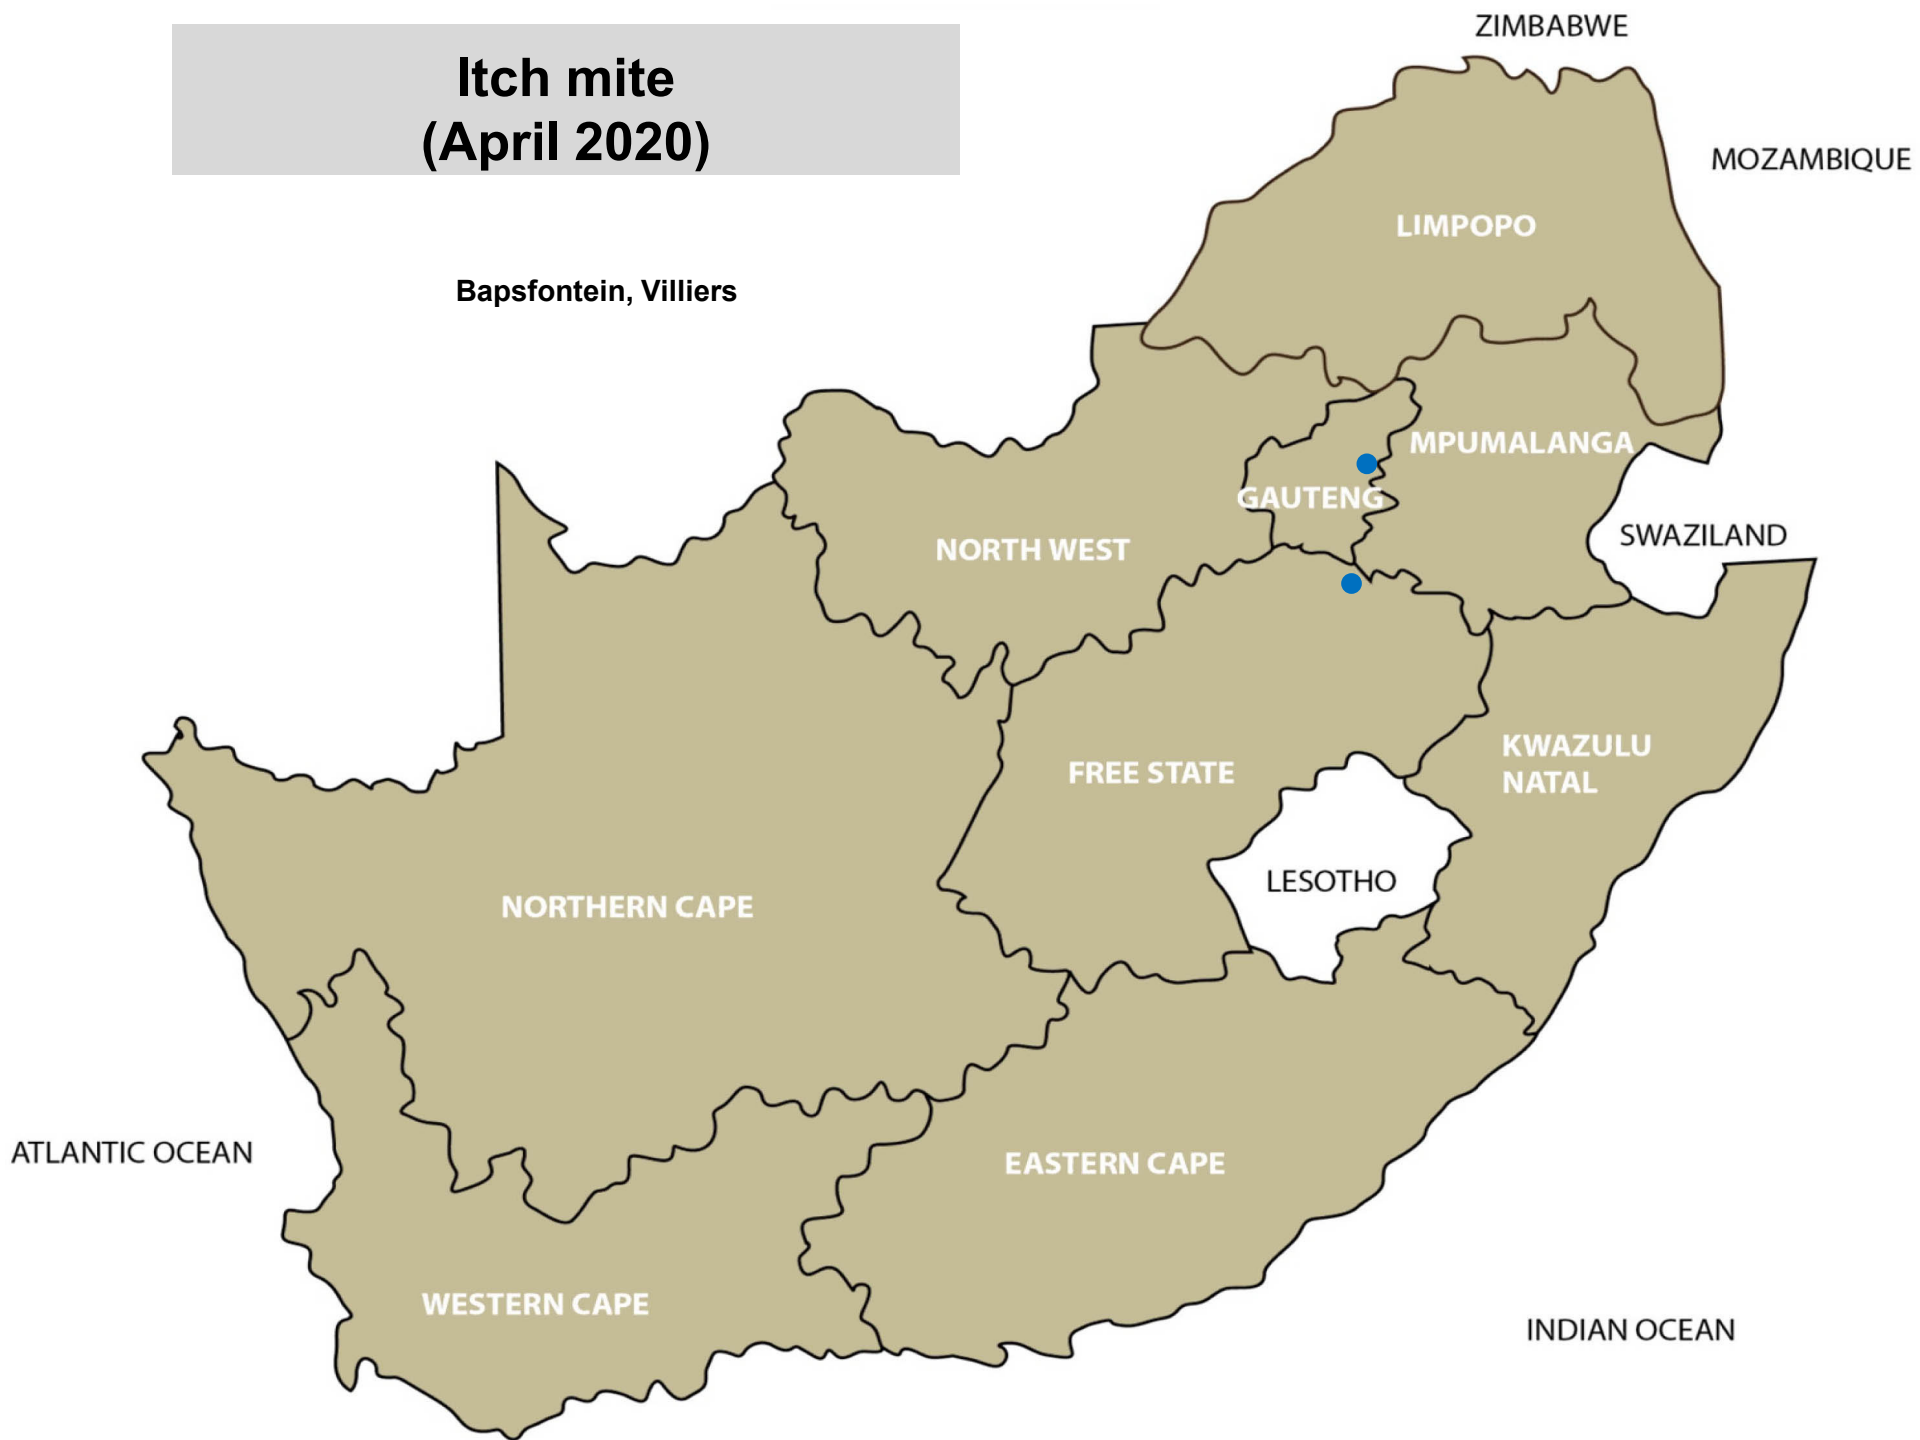 Itch mite
(April 2020)
ZIMBABWE
MOZAMBIQUE
LIMPOPO
Bapsfontein, Villiers
MPUMALANGA
GAUTENG
SWAZILAND
NORTH WEST
KWAZULU
NATAL
FREE STATE
LESOTHO
NORTHERN CAPE
ATLANTIC OCEAN
EASTERN CAPE
WESTERN CAPE
INDIAN OCEAN